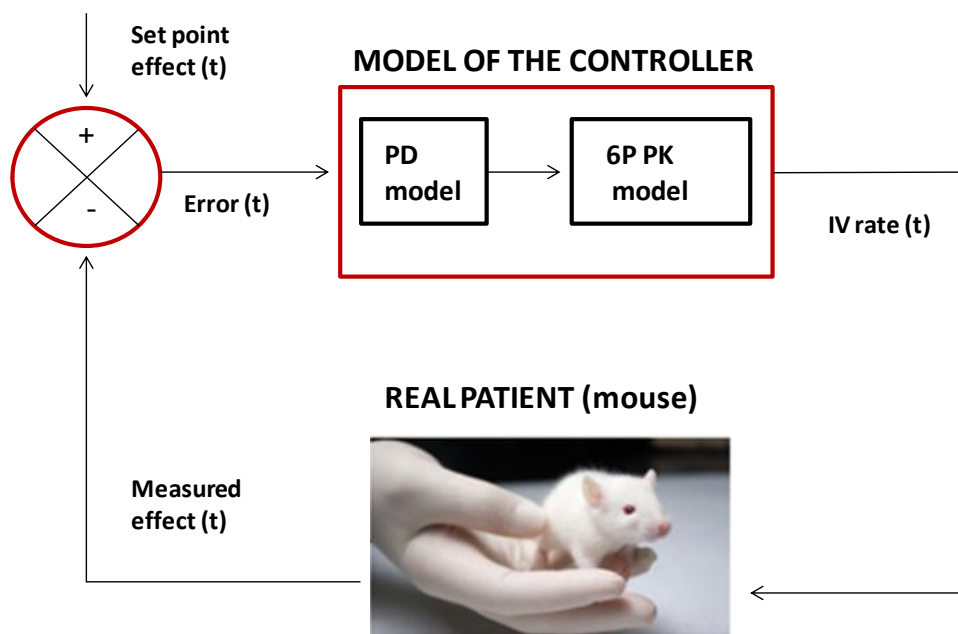 Set point
effect (t)
MODEL OF THE CONTROLLER
+
-
PD
model
6P PK
model
Error (t)
IV rate (t)
REAL PATIENT (mouse)
Measured
effect (t)